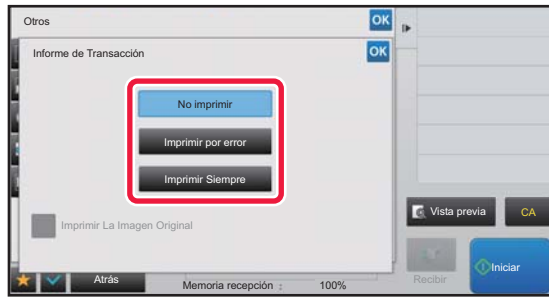 Otros
OK
Informe de Transacción
OK
No imprimir
Imprimir por error
Imprimir Siempre
Imprimir La Imagen Original
Vista previa
CA
Atrás
Memoria recepción : 100%
Recibir
Iniciar